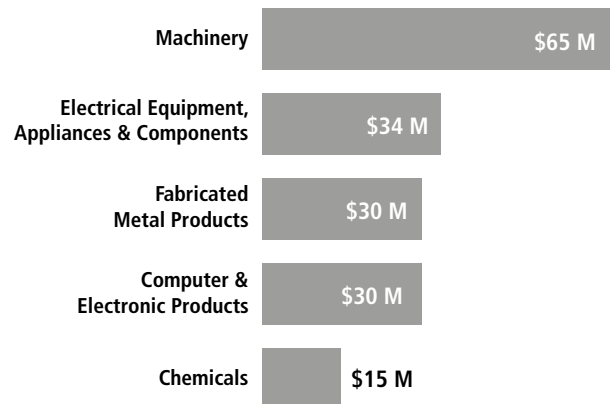 Machinery
$65 M
Electrical Equipment,
Appliances & Components
$34 M
Fabricated
Metal Products
$30 M
Computer &
Electronic Products
$30 M
Chemicals
$15 M